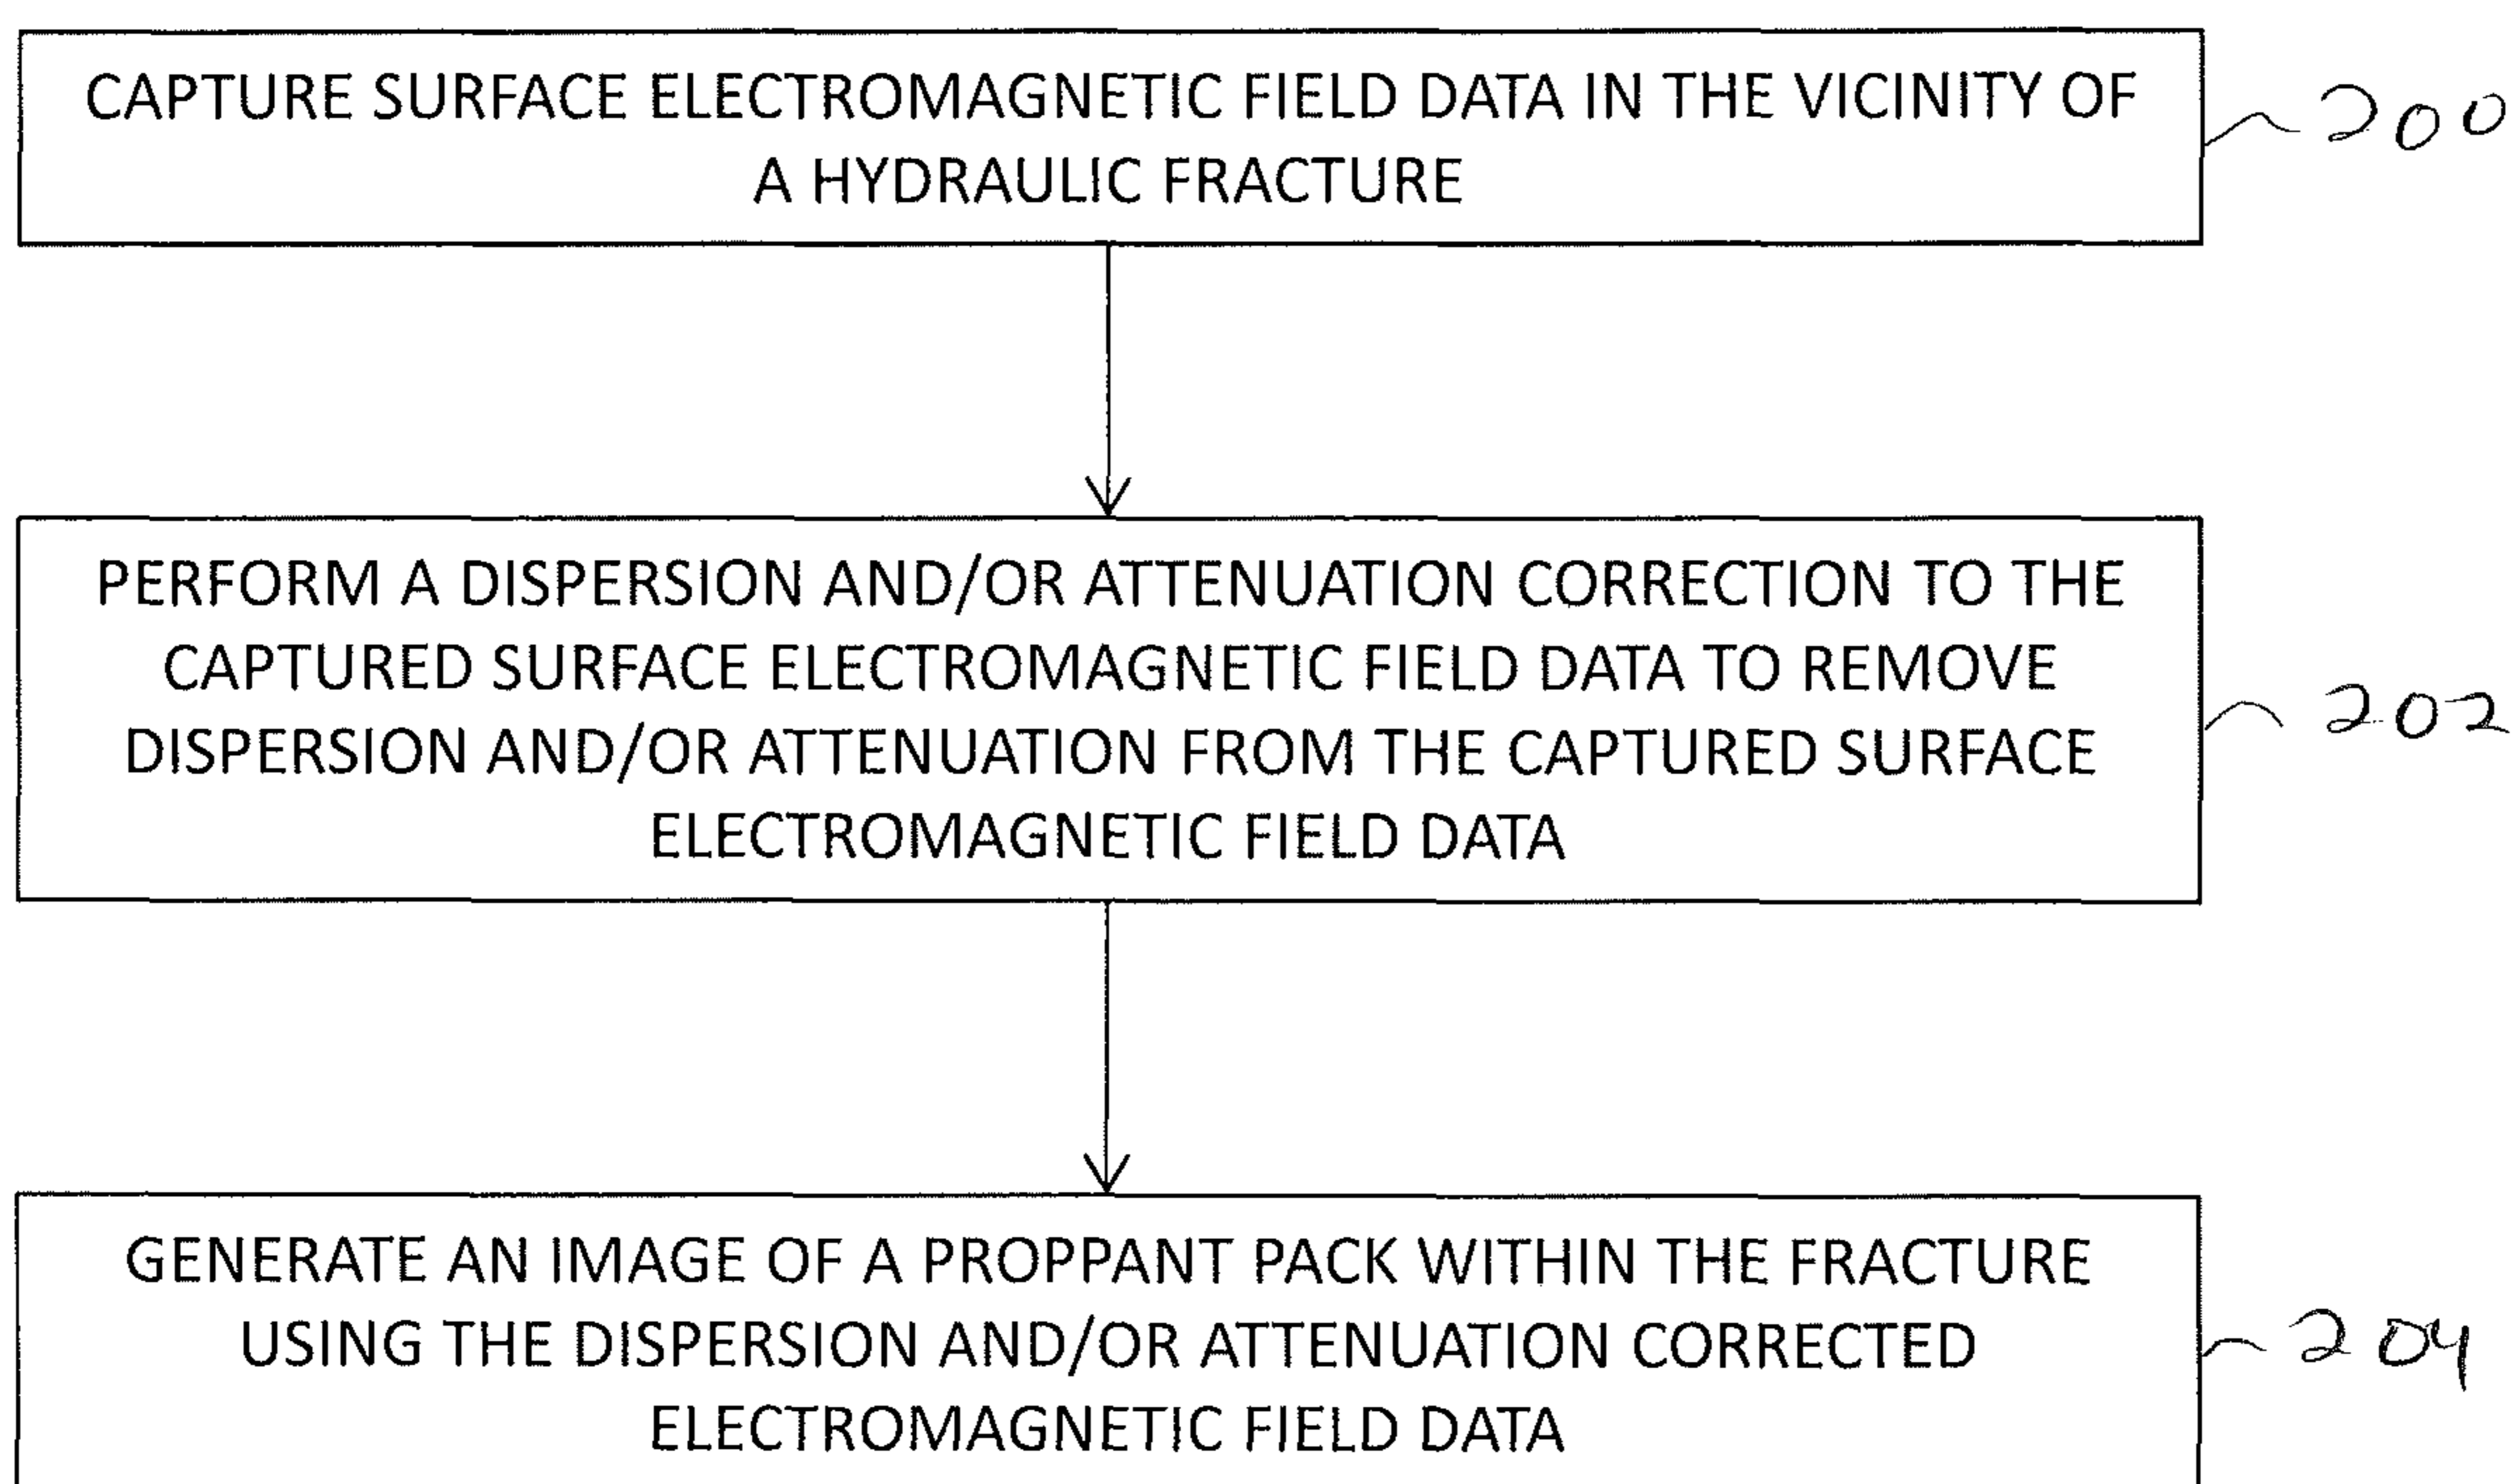 CAPTURE SURFACE ELECTROMAGNETIC FIELD DATA IN THE VICINITY OF
A HYDRAULIC FRACTURE
200
PERFORM A DISPERSION AND/OR ATTENUATION CORRECTION TO THE
CAPTURED SURFACE ELECTROMAGNETIC FIELD DATA TO REMOVE
DISPERSION AND/OR ATTENUATION FROM THE CAPTURED SURFACE
ELECTROMAGNETIC FIELD DATA
202
GENERATE AN IMAGE OF A PROPPANT PACK WITHIN THE FRACTURE
USING THE DISPERSION AND/OR ATTENUATION CORRECTED
ELECTROMAGNETIC FIELD DATA
204